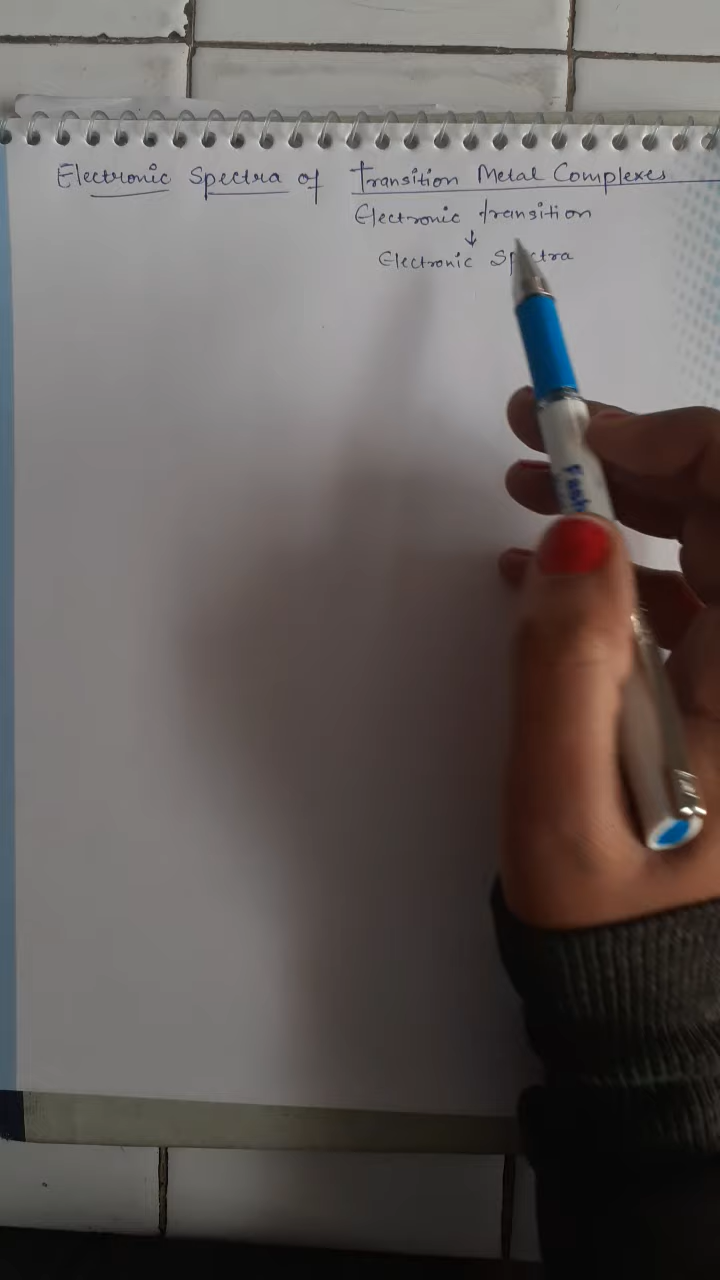 Electronic Spectra of Transition Metal Complexes
Electronic transition
↓
Electronic Spectra